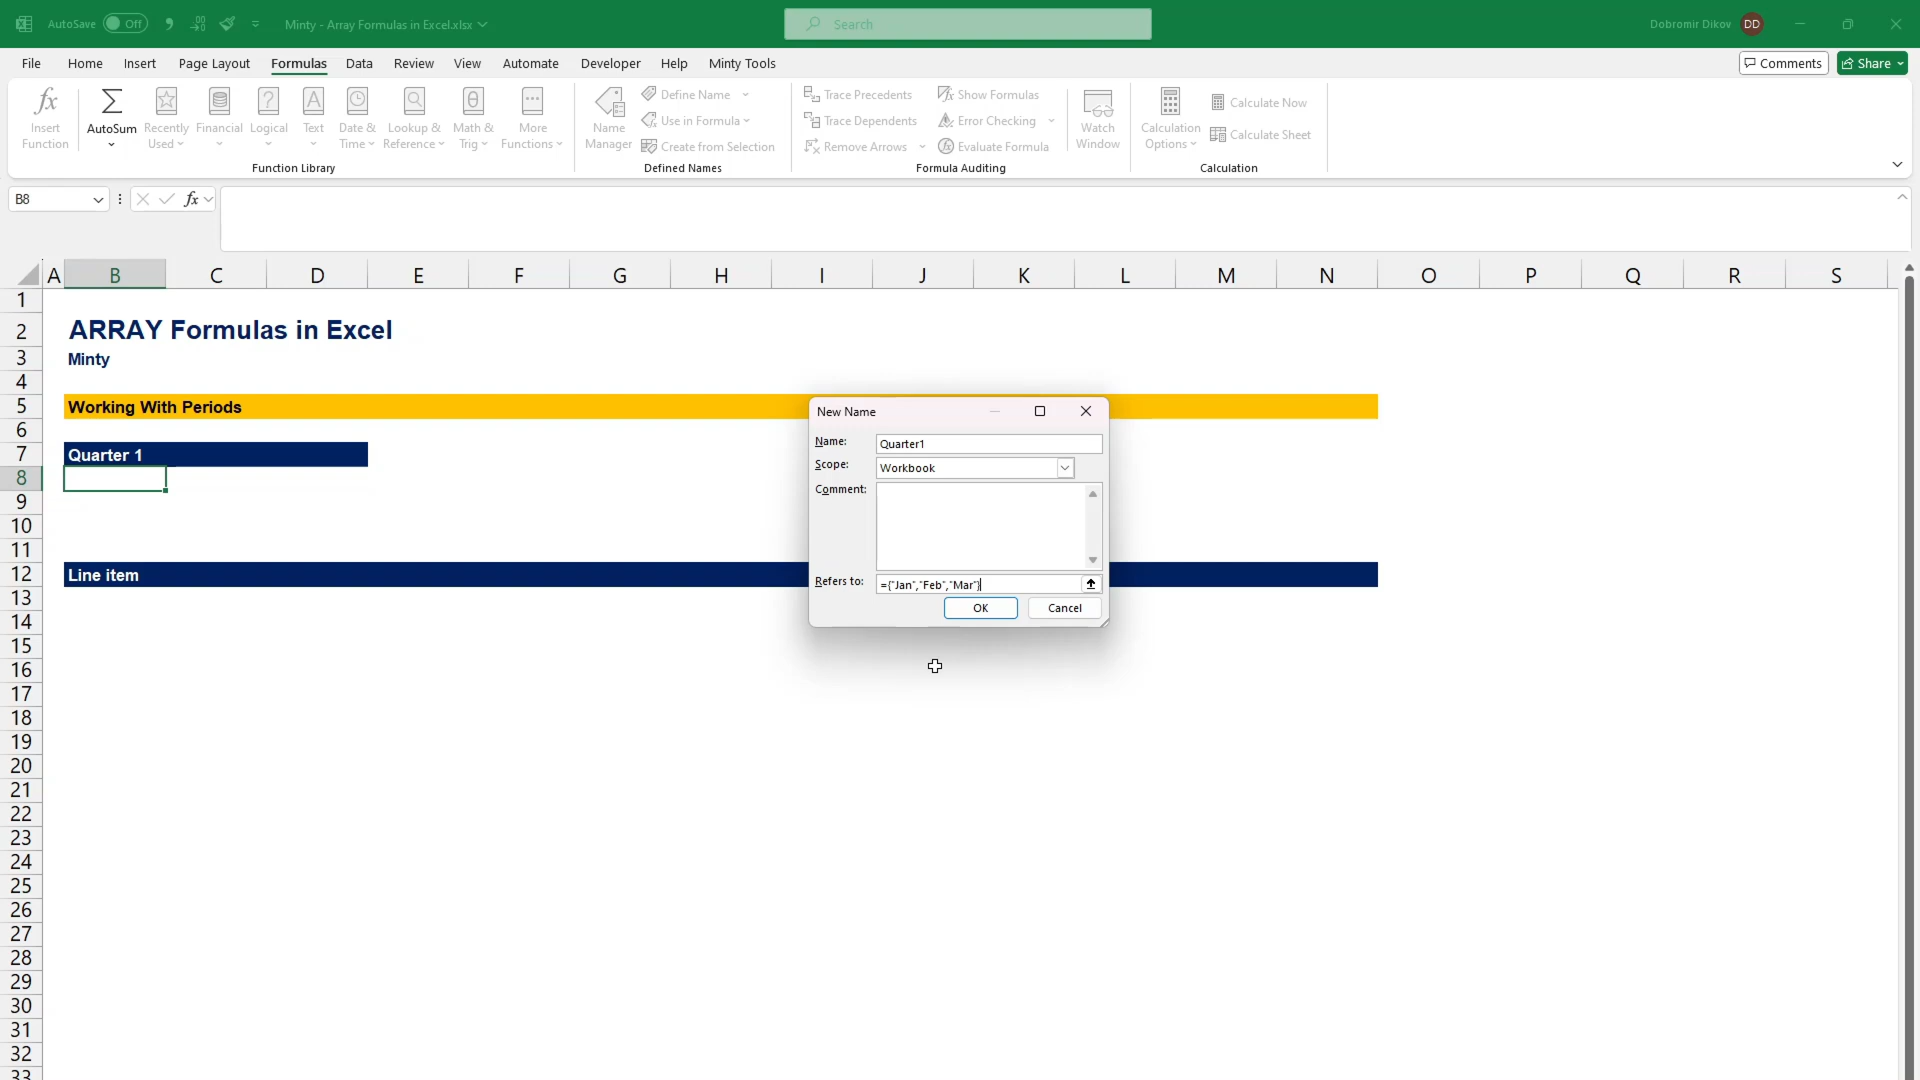 AutoSave Off Minty - Array Formulas in Excel.xlsx Search Dobromir Dikov DD
File Home Insert Page Layout Formulas Data Review View Automate Developer Help Minty Tools Comments Share
Insert Function
AutoSum
Recently Used
Financial
Logical
Text
Date & Time
Lookup & Reference
Math & Trig
More Functions
Function Library
Name Manager
Define Name
Use in Formula
Create from Selection
Defined Names
Trace Precedents
Trace Dependents
Remove Arrows
Show Formulas
Error Checking
Evaluate Formula
Formula Auditing
Watch Window
Calculation Options
Calculate Now
Calculate Sheet
Calculation
B8 fx
A B C D E F G H I J K L M N O P Q R S
1
2 ARRAY Formulas in Excel
3 Minty
4
5 Working With Periods
6
7 Quarter 1
8
9
10
11
12 Line item
13
14
15
16
17
18
19
20
21
22
23
24
25
26
27
28
29
30
31
32
33
New Name
Name: Quarter1
Scope: Workbook
Comment:
Refers to: ={"Jan","Feb","Mar"}
OK Cancel